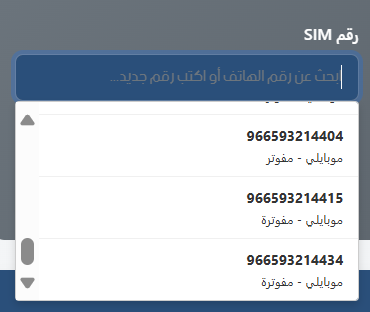 رقم SIM
ابحث عن رقم الهاتف أو اكتب رقم جديد...
966593214404
موبايلي - مفوتر
966593214415
موبايلي - مفوترة
966593214434
موبايلي - مفوترة